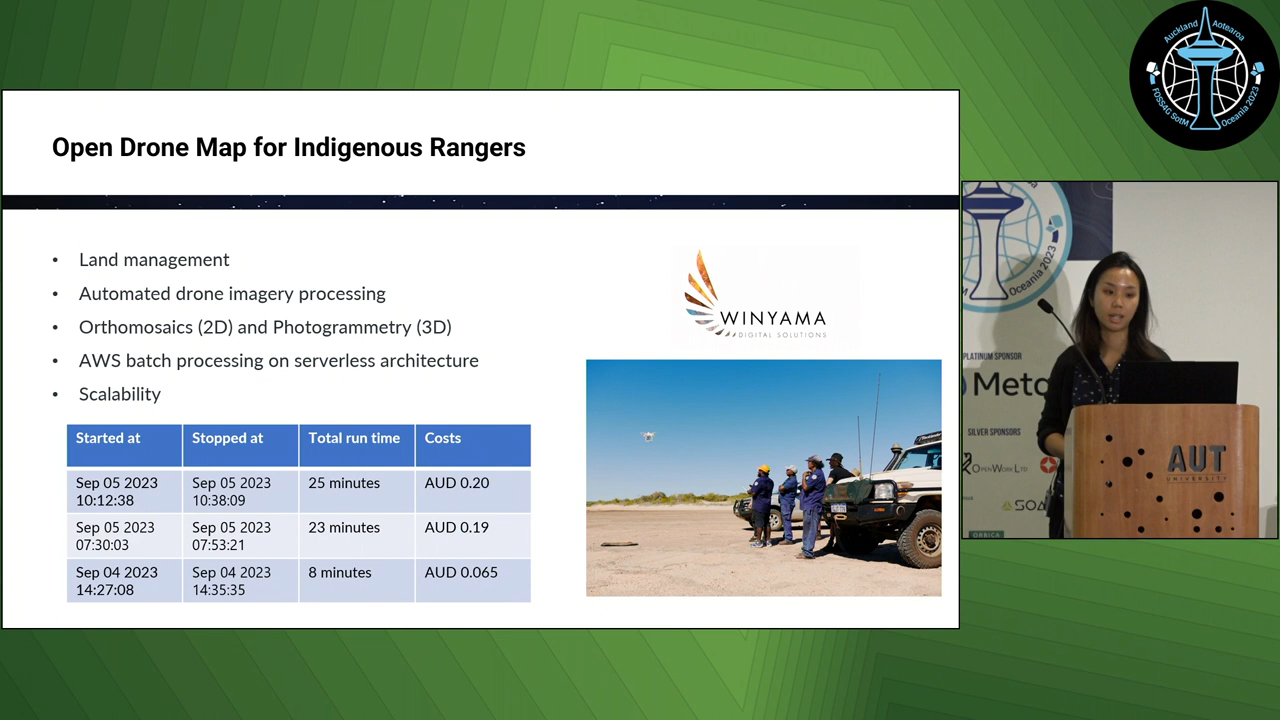 Auckland Aotearoa
FOSS4G SotM Oceania 2023
Open Drone Map for Indigenous Rangers
• Land management
• Automated drone imagery processing
• Orthomosaics (2D) and Photogrammetry (3D)
• AWS batch processing on serverless architecture
• Scalability
WINYAMA
DIGITAL SOLUTIONS
Started at Stopped at Total run time Costs
Sep 05 2023 Sep 05 2023 25 minutes AUD 0.20
10:12:38 10:38:09
Sep 05 2023 Sep 05 2023 23 minutes AUD 0.19
07:30:03 07:53:21
Sep 04 2023 Sep 04 2023 8 minutes AUD 0.065
14:27:08 14:35:35
Oceania 2023
PLATINUM SPONSOR
Meta
SILVER SPONSORS
OPENWORK LTD
ORBICA
AUT
UNIVERSITY